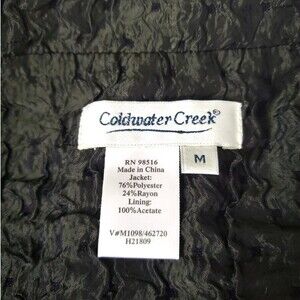 Coldwater Creek®
M
RN 98516
Made in China
Jacket:
76%Polyester
24%Rayon
Lining:
100%Acetate
V#M1098/462720
H21809